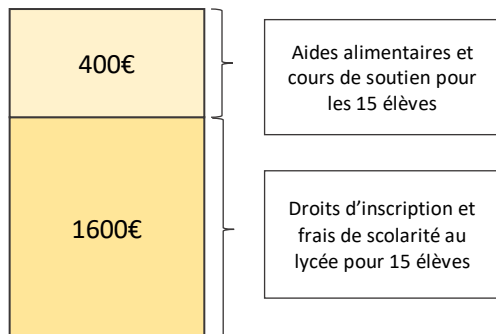 400€
Aides alimentaires et
cours de soutien pour
les 15 élèves
1600€
Droits d’inscription et
frais de scolarité au
lycée pour 15 élèves